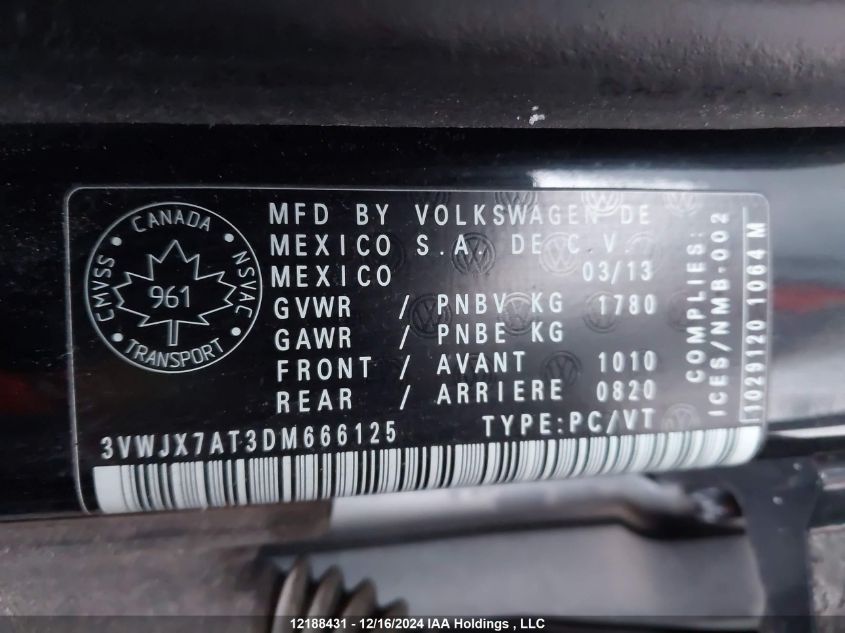 CANADA
CMVSS
NSVAC
961
TRANSPORT
MFD BY VOLKSWAGEN DE
MEXICO S.A. DE C.V.
MEXICO 03/13
GVWR / PNBV KG 1780
GAWR / PNBE KG
FRONT / AVANT 1010
REAR / ARRIERE 0820
3VWJX7AT3DM666125 TYPE:PC/VT
COMPLIES:
ICES/NMB-002
1029120 1064 M
12188431 - 12/16/2024 IAA Holdings , LLC